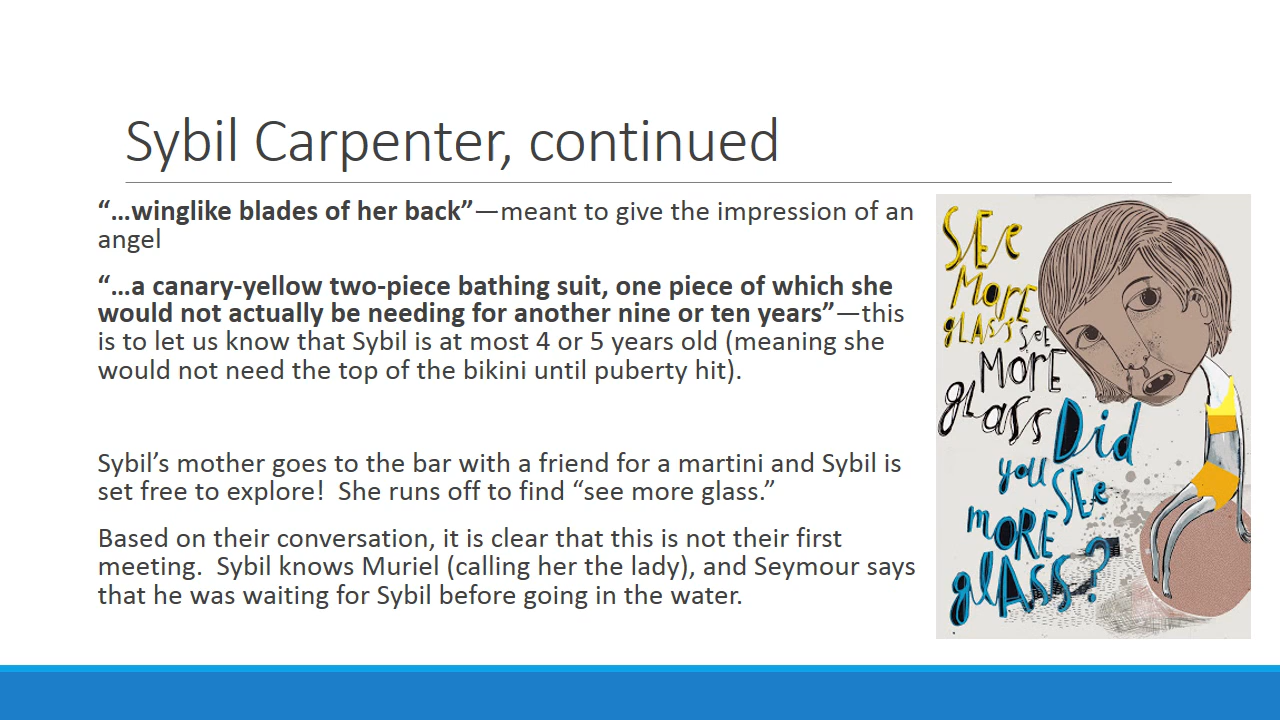 Sybil Carpenter, continued
“…winglike blades of her back”—meant to give the impression of an
angel
“…a canary-yellow two-piece bathing suit, one piece of which she
would not actually be needing for another nine or ten years”—this
is to let us know that Sybil is at most 4 or 5 years old (meaning she
would not need the top of the bikini until puberty hit).
Sybil’s mother goes to the bar with a friend for a martini and Sybil is
set free to explore!  She runs off to find “see more glass.”
Based on their conversation, it is clear that this is not their first
meeting.  Sybil knows Muriel (calling her the lady), and Seymour says
that he was waiting for Sybil before going in the water.
SEe
MorE
glASS
SeE
MorE
glass
Did
you
SEe
mORE
glAss?